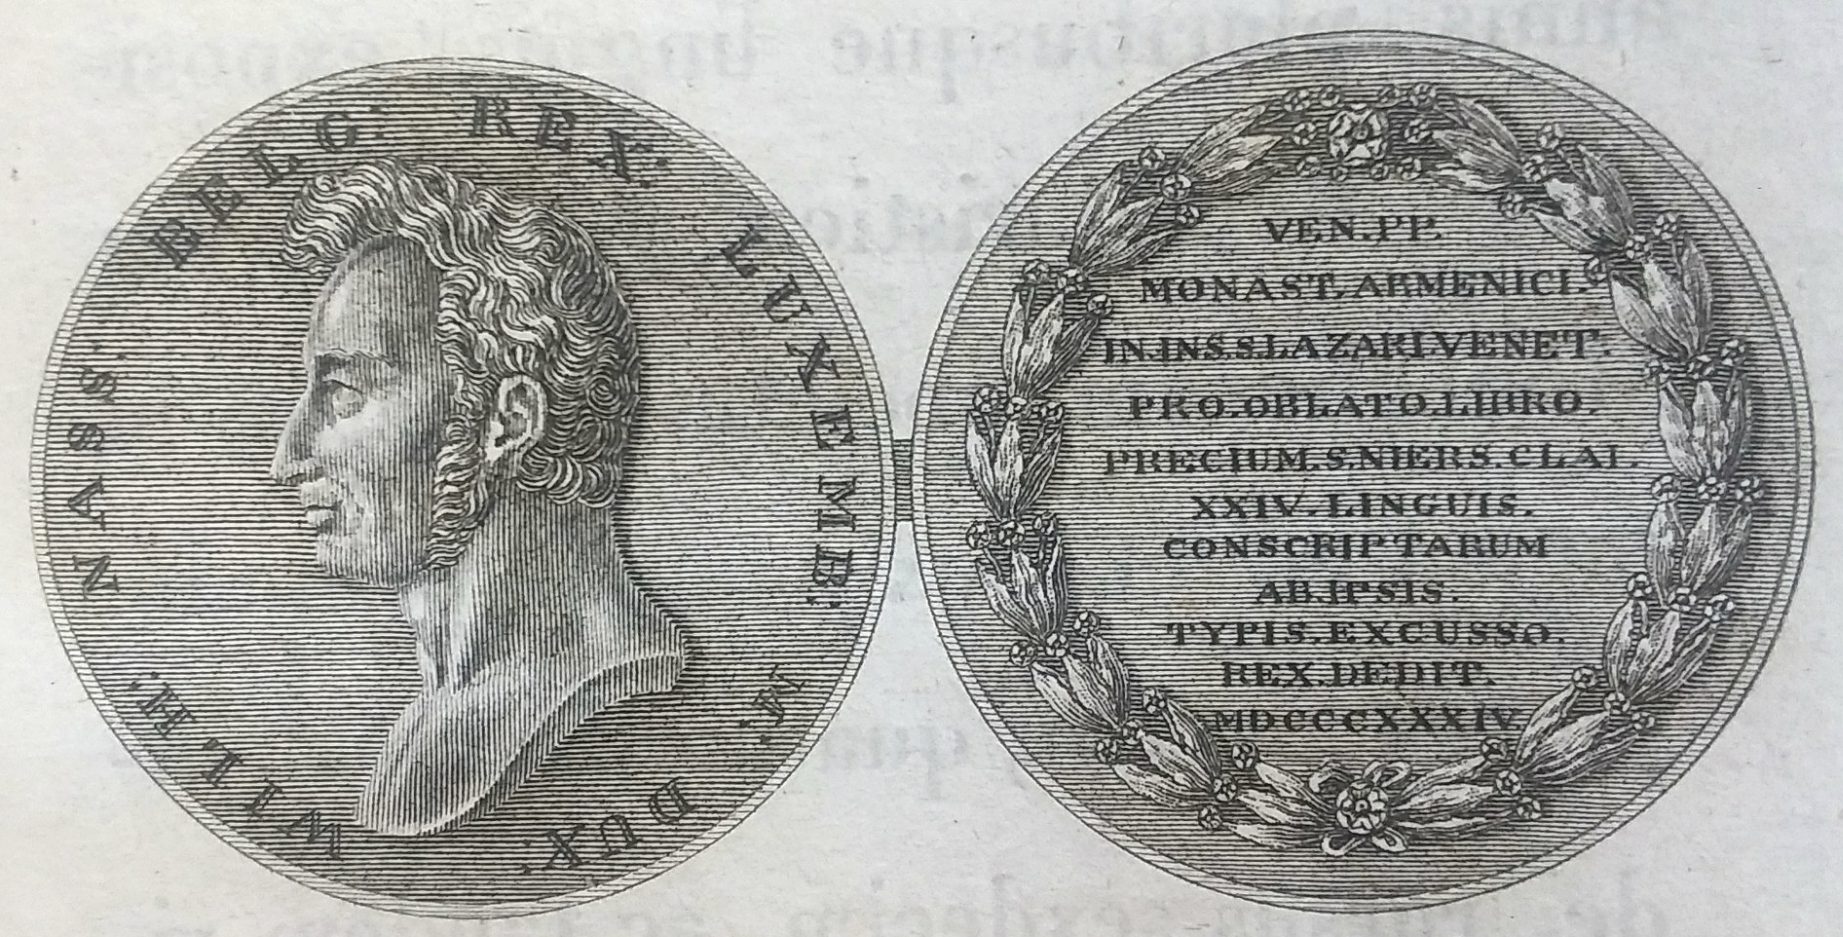 WILH. NASS. BELG: REX: LUXEMB: M: DUX:
VEN.PP.
MONAST.ARMENICI.
IN.INS.S.LAZARI.VENET.
PRO.OBLATO.LIBRO.
PRECIUM.S.NIERS.CLAI.
XXIV.LINGUIS.
CONSCRIPTARUM
AB.IPSIS.
TYPIS.EXCUSSO.
REX.DEDIT.
MDCCCXXXIV